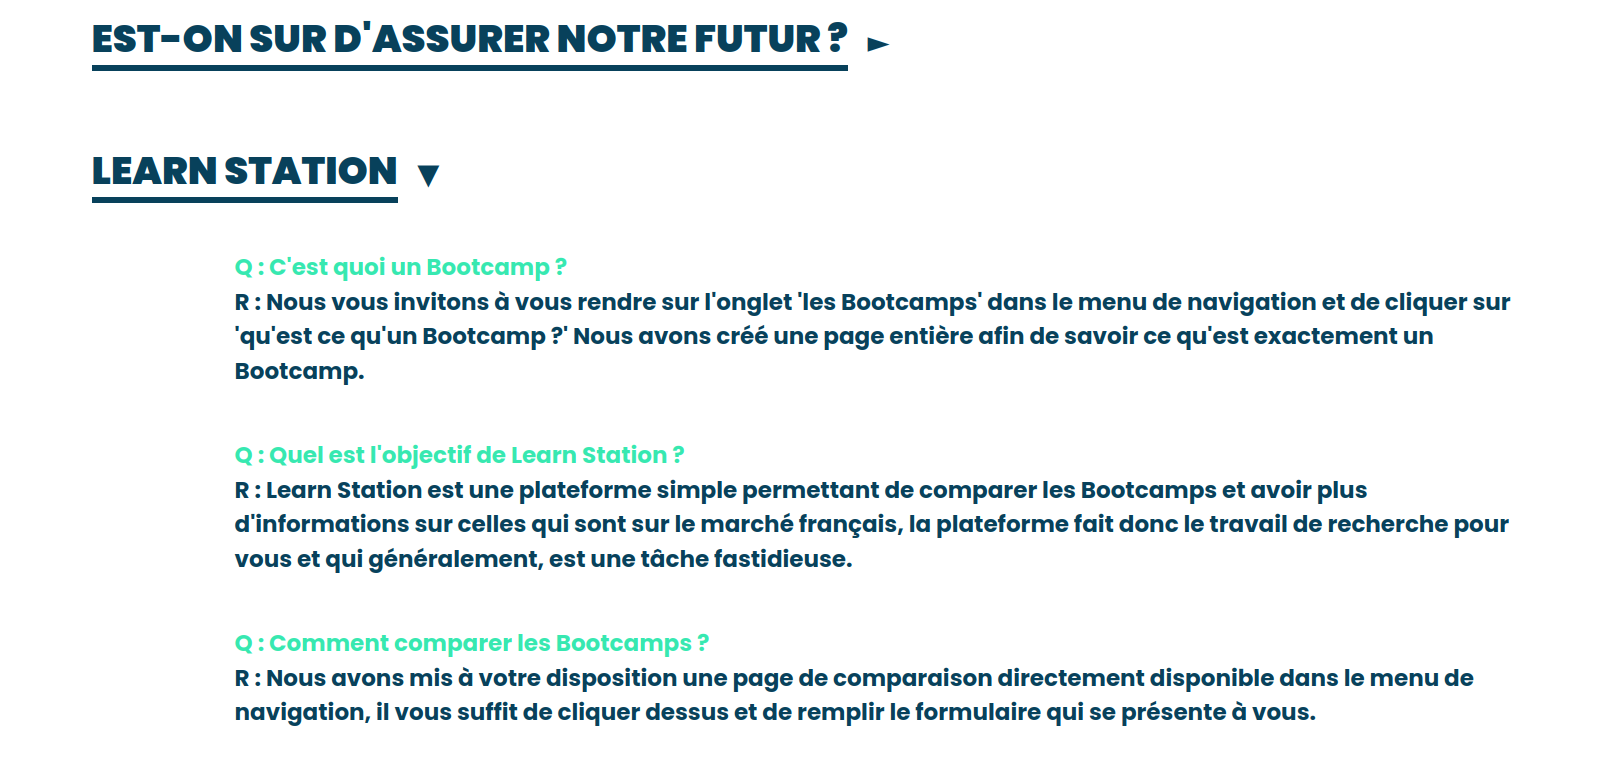 EST-ON SUR D'ASSURER NOTRE FUTUR ? ►
LEARN STATION ▼
Q : C'est quoi un Bootcamp ?
R : Nous vous invitons à vous rendre sur l'onglet 'les Bootcamps' dans le menu de navigation et de cliquer sur
'qu'est ce qu'un Bootcamp ?' Nous avons créé une page entière afin de savoir ce qu'est exactement un
Bootcamp.
Q : Quel est l'objectif de Learn Station ?
R : Learn Station est une plateforme simple permettant de comparer les Bootcamps et avoir plus
d'informations sur celles qui sont sur le marché français, la plateforme fait donc le travail de recherche pour
vous et qui généralement, est une tâche fastidieuse.
Q : Comment comparer les Bootcamps ?
R : Nous avons mis à votre disposition une page de comparaison directement disponible dans le menu de
navigation, il vous suffit de cliquer dessus et de remplir le formulaire qui se présente à vous.